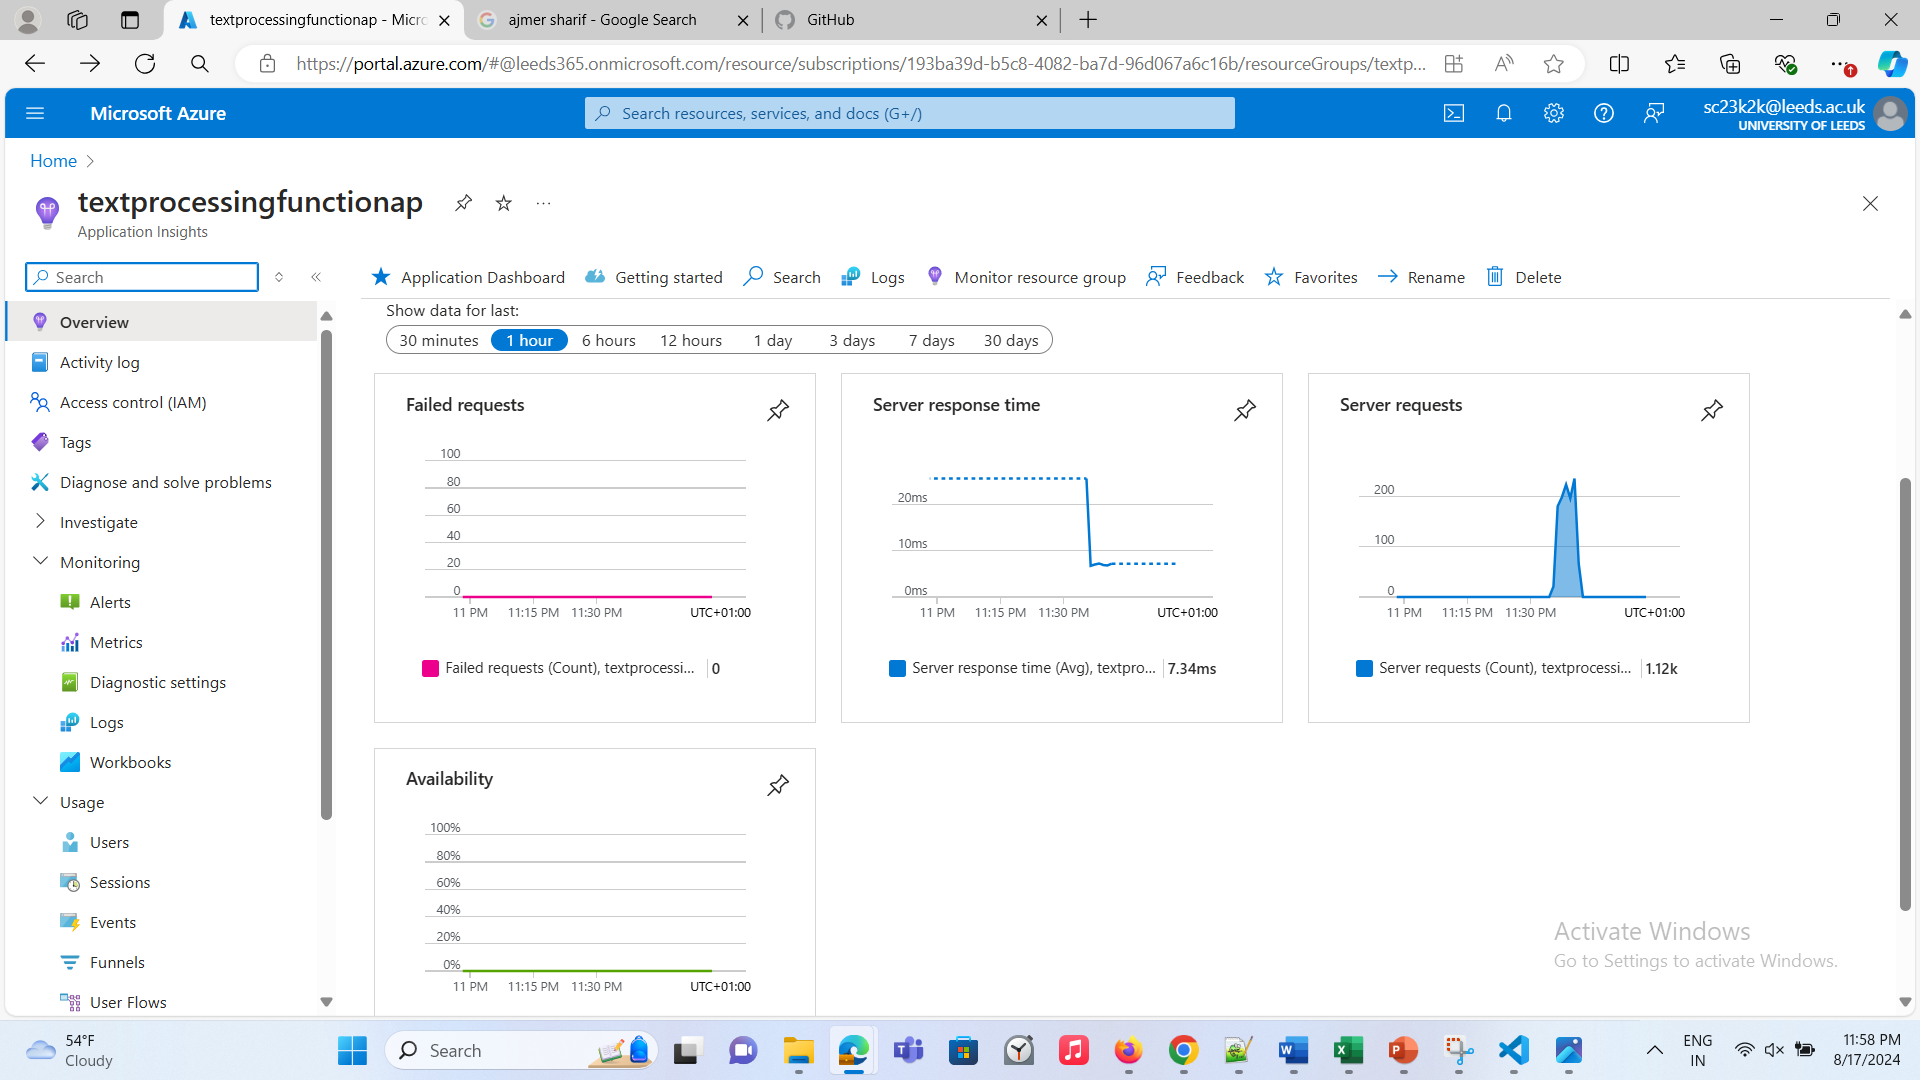 textprocessingfunctionap - Micro
ajmer sharif - Google Search
GitHub
https://portal.azure.com/#@leeds365.onmicrosoft.com/resource/subscriptions/193ba39d-b5c8-4082-ba7d-96d067a6c16b/resourceGroups/textp...
Microsoft Azure
Search resources, services, and docs (G+/)
sc23k2k@leeds.ac.uk
UNIVERSITY OF LEEDS
Home
textprocessingfunctionap
Application Insights
Search
Application Dashboard
Getting started
Search
Logs
Monitor resource group
Feedback
Favorites
Rename
Delete
Overview
Activity log
Access control (IAM)
Tags
Diagnose and solve problems
Investigate
Monitoring
Alerts
Metrics
Diagnostic settings
Logs
Workbooks
Usage
Users
Sessions
Events
Funnels
User Flows
Show data for last:
30 minutes 1 hour 6 hours 12 hours 1 day 3 days 7 days 30 days
Failed requests
100
80
60
40
20
0
11 PM 11:15 PM 11:30 PM UTC+01:00
Failed requests (Count), textprocessi... 0
Server response time
20ms
10ms
0ms
11 PM 11:15 PM 11:30 PM UTC+01:00
Server response time (Avg), textpro... 7.34ms
Server requests
200
100
0
11 PM 11:15 PM 11:30 PM UTC+01:00
Server requests (Count), textprocessi... 1.12k
Availability
100%
80%
60%
40%
20%
0%
11 PM 11:15 PM 11:30 PM UTC+01:00
Activate Windows
Go to Settings to activate Windows.
54°F
Cloudy
Search
ENG
IN
11:58 PM
8/17/2024